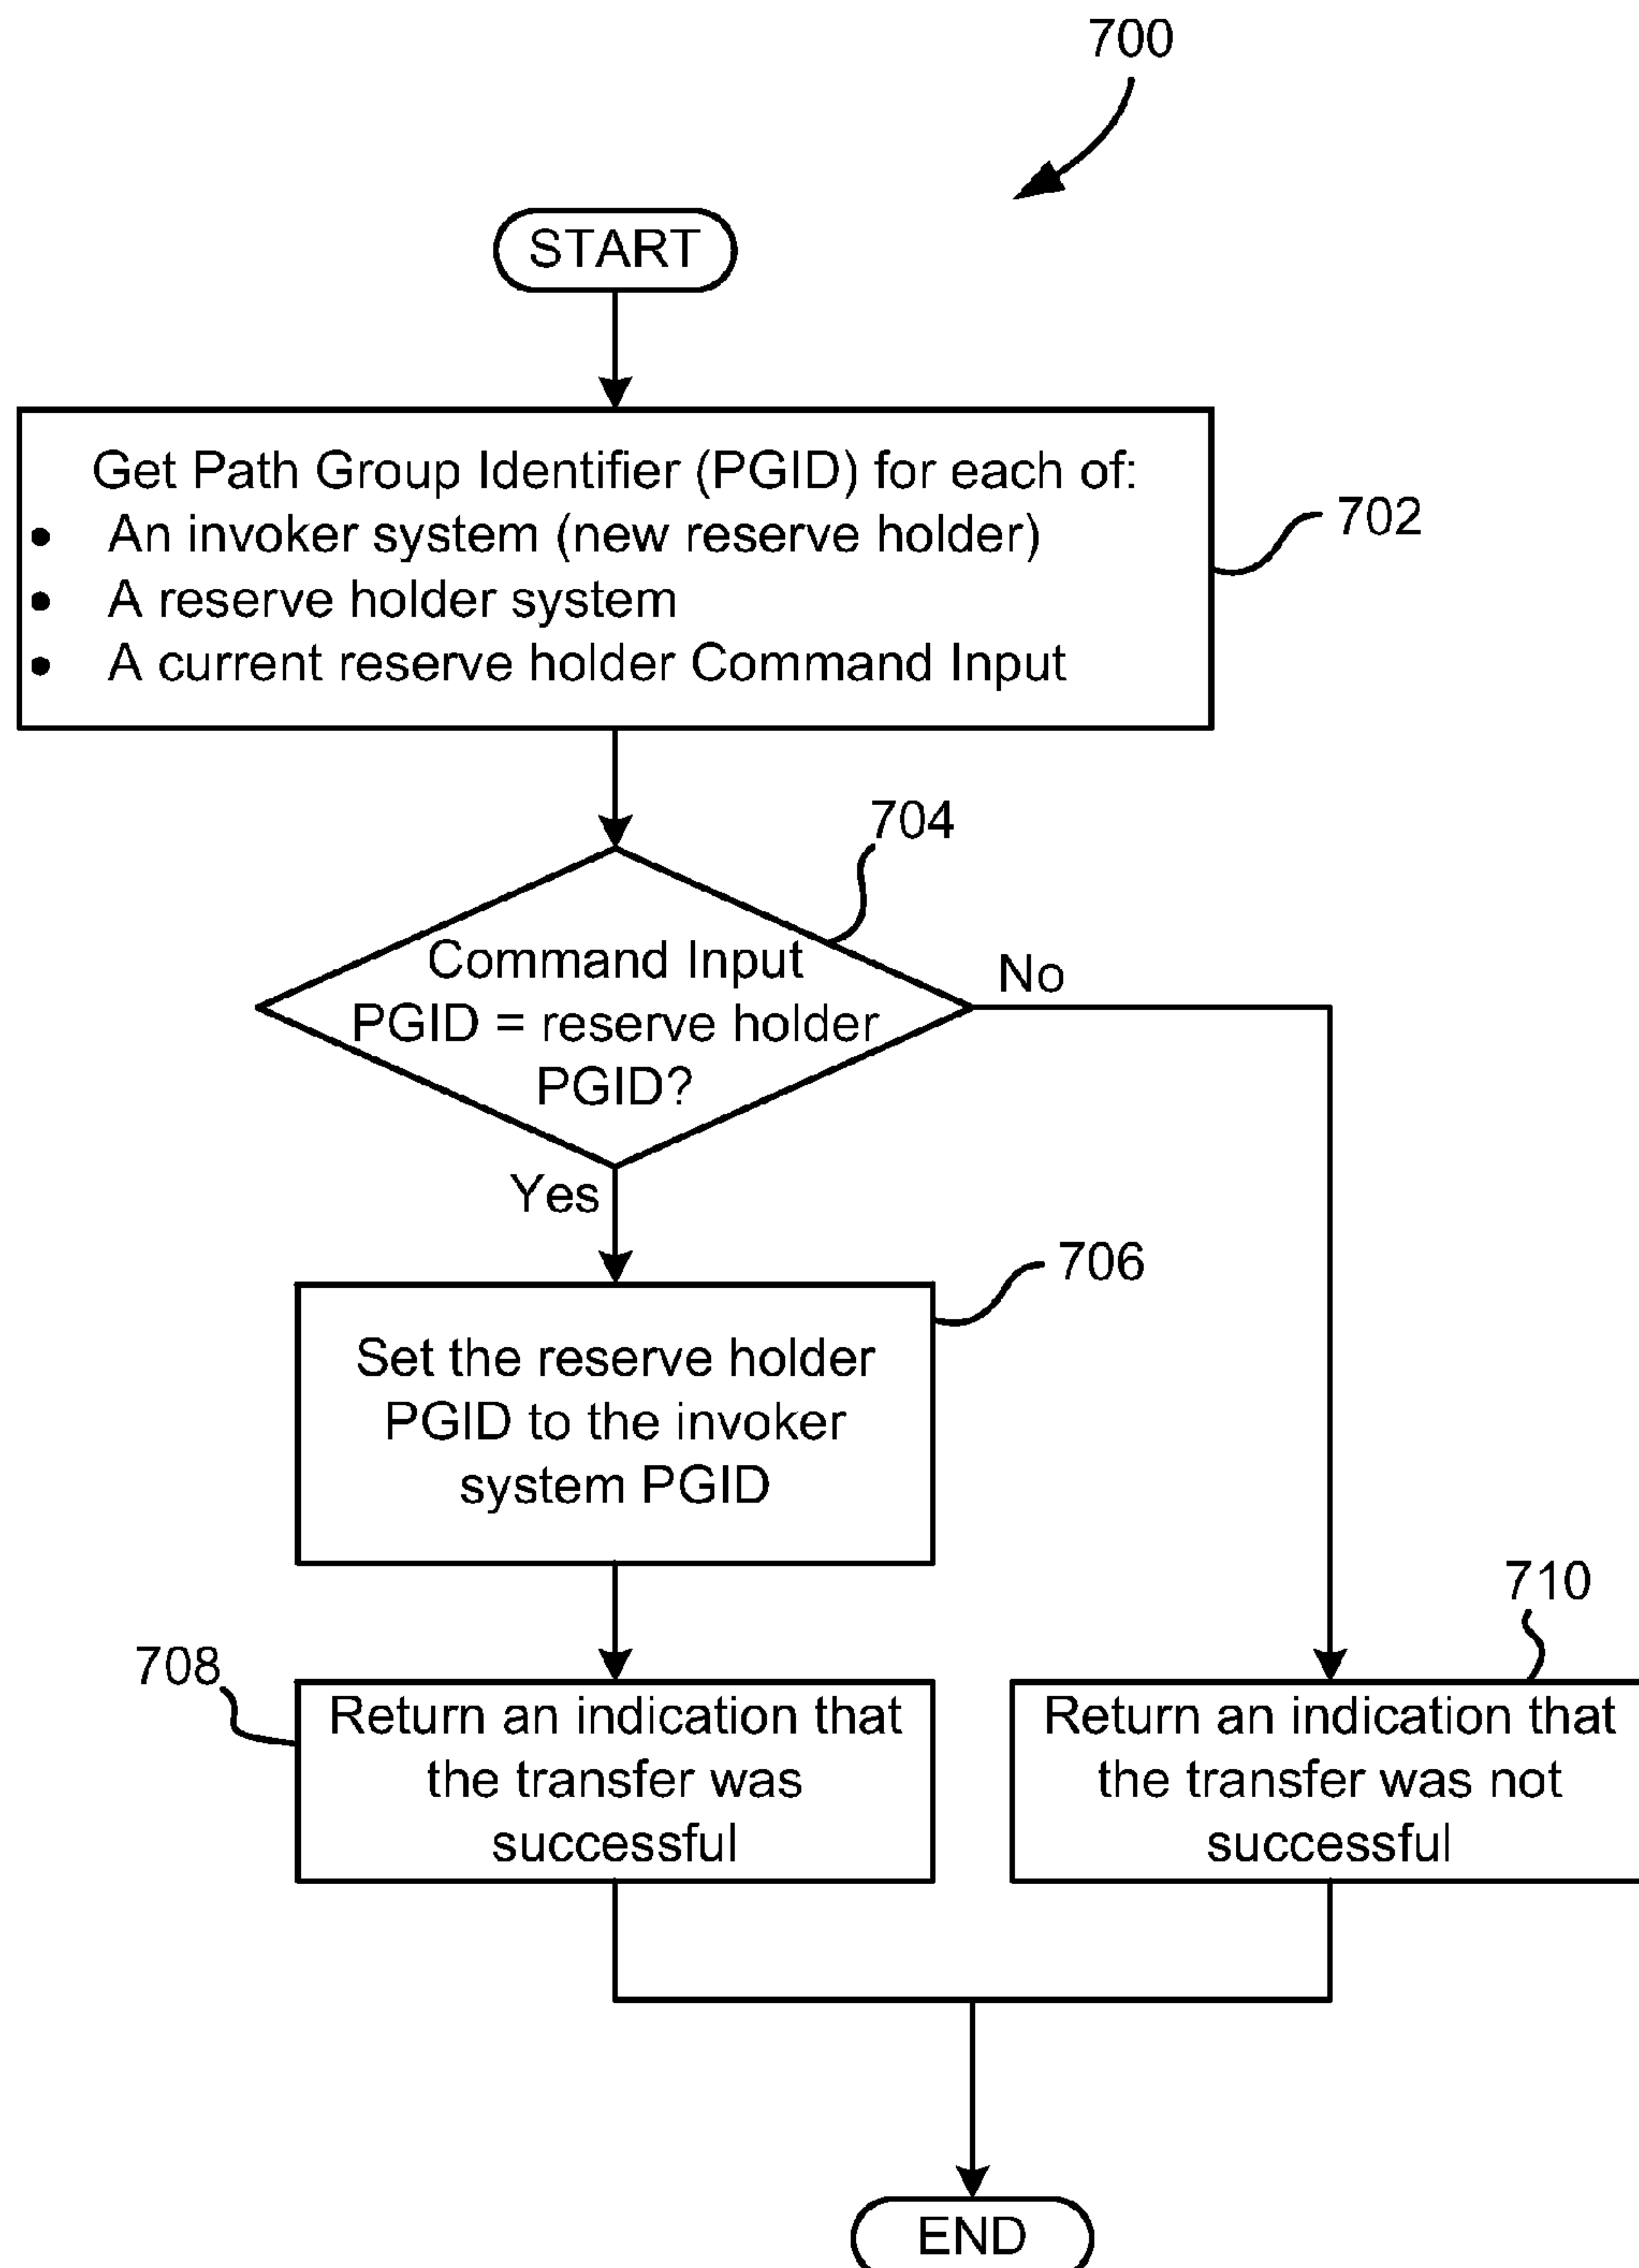 700
START
Get Path Group Identifier (PGID) for each of:
• An invoker system (new reserve holder)
• A reserve holder system
• A current reserve holder Command Input
702
704
Command Input
PGID = reserve holder
PGID?
No
Yes
706
Set the reserve holder
PGID to the invoker
system PGID
708
Return an indication that
the transfer was
successful
710
Return an indication that
the transfer was not
successful
END